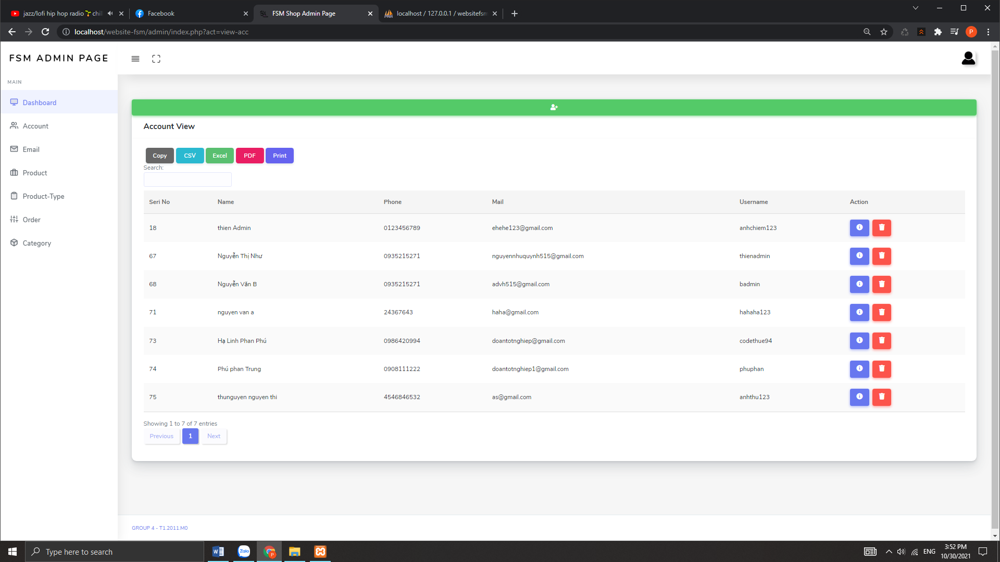 jazz/lofi hip hop radio🌱chil
Facebook
FSM Shop Admin Page
localhost / 127.0.0.1 / websitefsm
localhost/website-fsm/admin/index.php?act=view-acc
P
FSM ADMIN PAGE
MAIN
Dashboard
Account
Email
Product
Product-Type
Order
Category
Account View
Copy CSV Excel PDF Print
Search:
Seri No Name Phone Mail Username Action
18 thien Admin 0123456789 ehehe123@gmail.com anhchiem123
67 Nguyễn Thị Như 0935215271 nguyennhuquynh515@gmail.com thienadmin
68 Nguyễn Văn B 0935215271 advh515@gmail.com badmin
71 nguyen van a 24367643 haha@gmail.com hahaha123
73 Hạ Linh Phan Phú 0986420994 doantotnghiep@gmail.com codethue94
74 Phú phan Trung 0908111222 doantotnghiep1@gmail.com phuphan
75 thunguyen nguyen thi 4546846532 as@gmail.com anhthu123
Showing 1 to 7 of 7 entries
Previous 1 Next
GROUP 4 - T1.2011.M0
Type here to search
Zalo
P
ENG
3:52 PM
10/30/2021